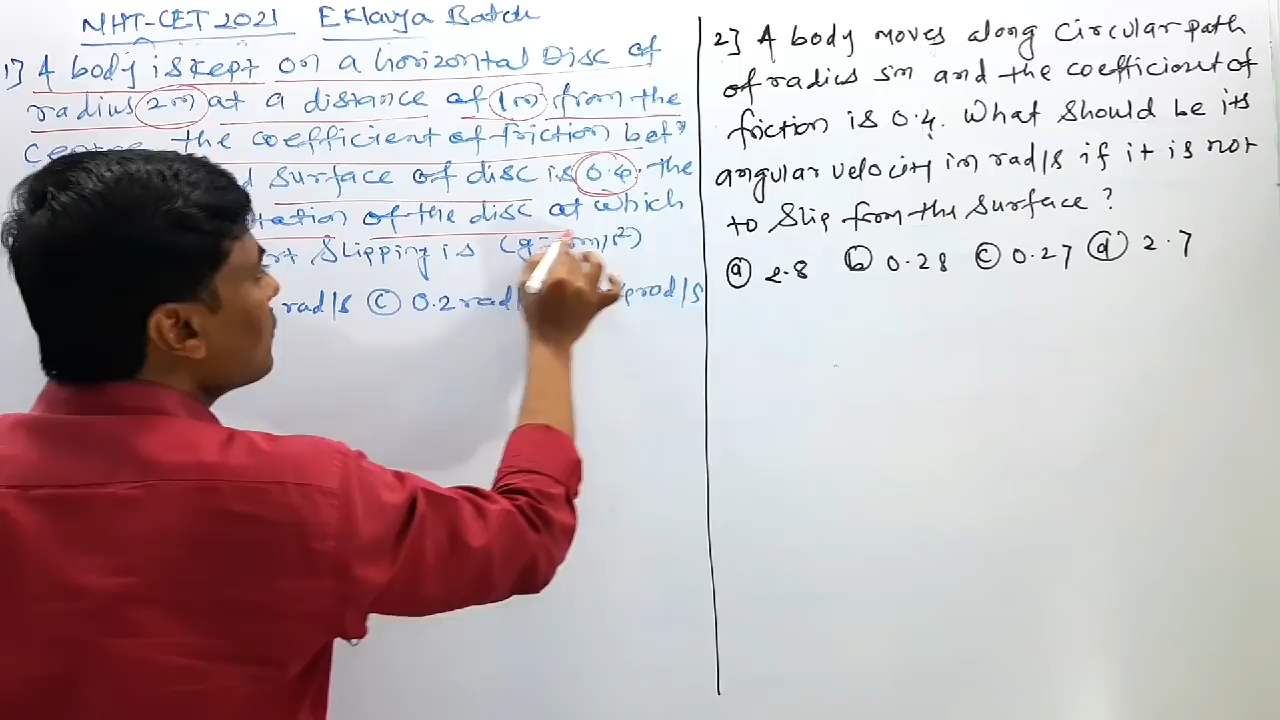 MHT-CET 2021 Eklavya Batch
1) A body is kept on a horizontal Disc of
radius 2m at a distance of 1m from the
centre the coefficient of friction betⁿ
surface of disc is 0.4. the
of the disc at which
Slipping is (g= m/s²)
rad/s (c) 0.2 rad/
2] A body moves along Circular path
of radius 5m and the coefficient of
friction is 0.4. What Should be its
angular velocity in rad/s if it is not
to Slip from the Surface ?
(a) 2.8 (b) 0.28 (c) 0.27 (d) 2.7